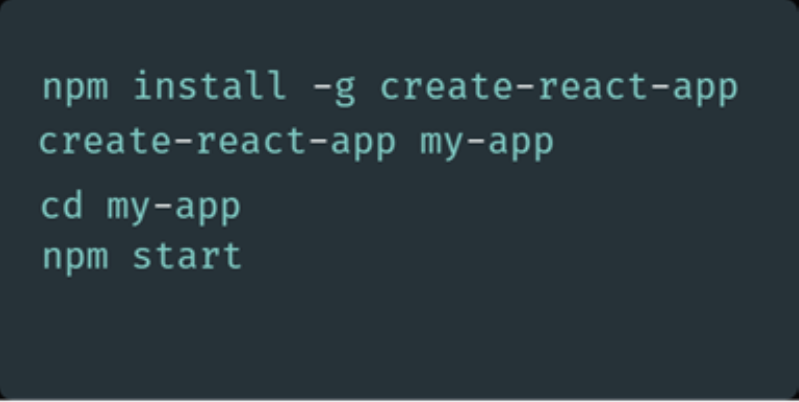 npm install -g create-react-app
create-react-app my-app
cd my-app
npm start